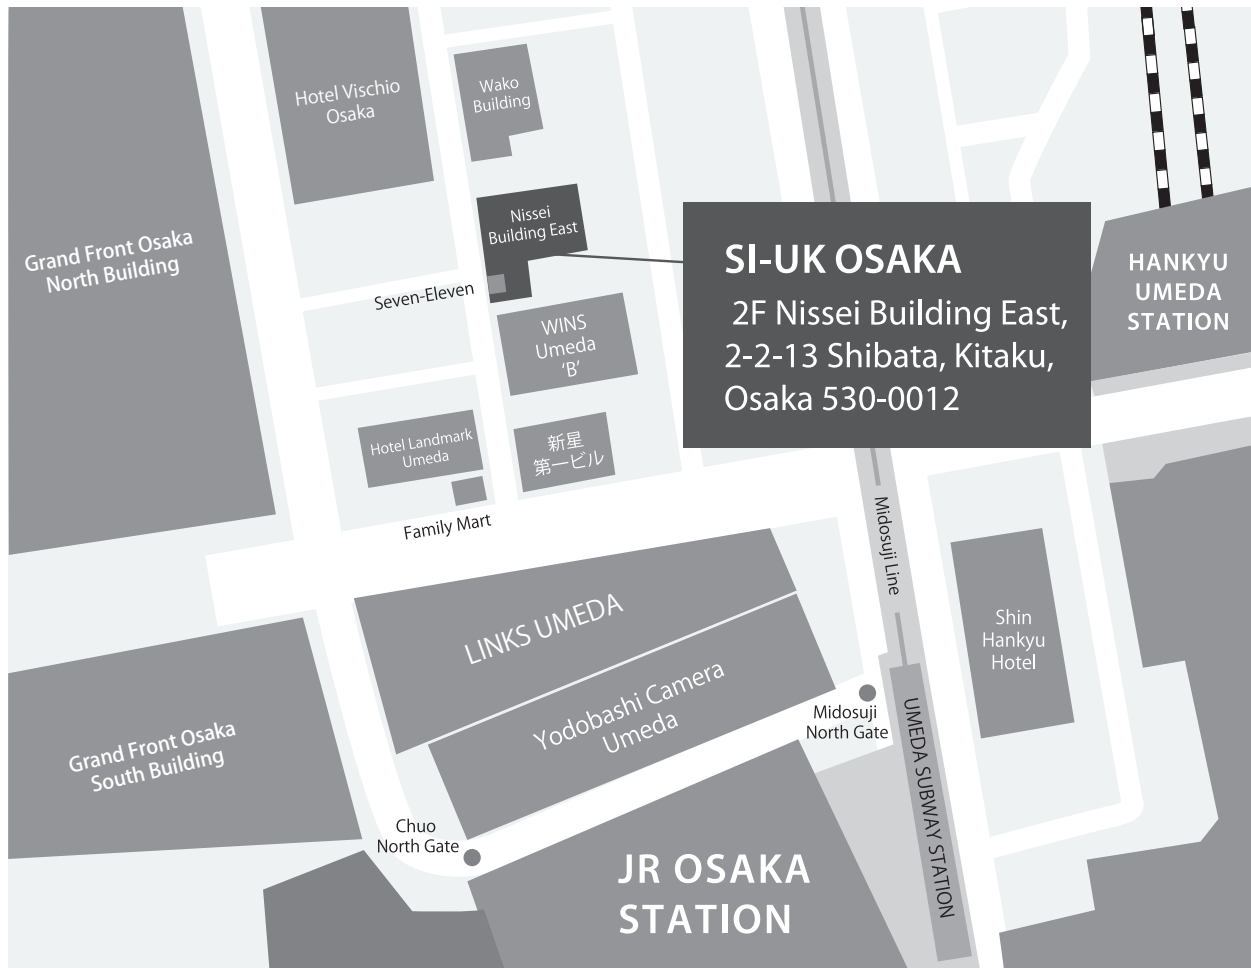 Hotel Vischio
Osaka
Wako
Building
Nissei
Building East
Grand Front Osaka
North Building
Seven-Eleven
WINS
Umeda
'B'
SI-UK OSAKA
2F Nissei Building East,
2-2-13 Shibata, Kitaku,
Osaka 530-0012
HANKYU
UMEDA
STATION
Hotel Landmark
Umeda
新星
第一ビル
Family Mart
Midosuji Line
LINKS UMEDA
Shin
Hankyu
Hotel
Yodobashi Camera
Umeda
Midosuji
North Gate
UMEDA SUBWAY STATION
Grand Front Osaka
South Building
Chuo
North Gate
JR OSAKA
STATION